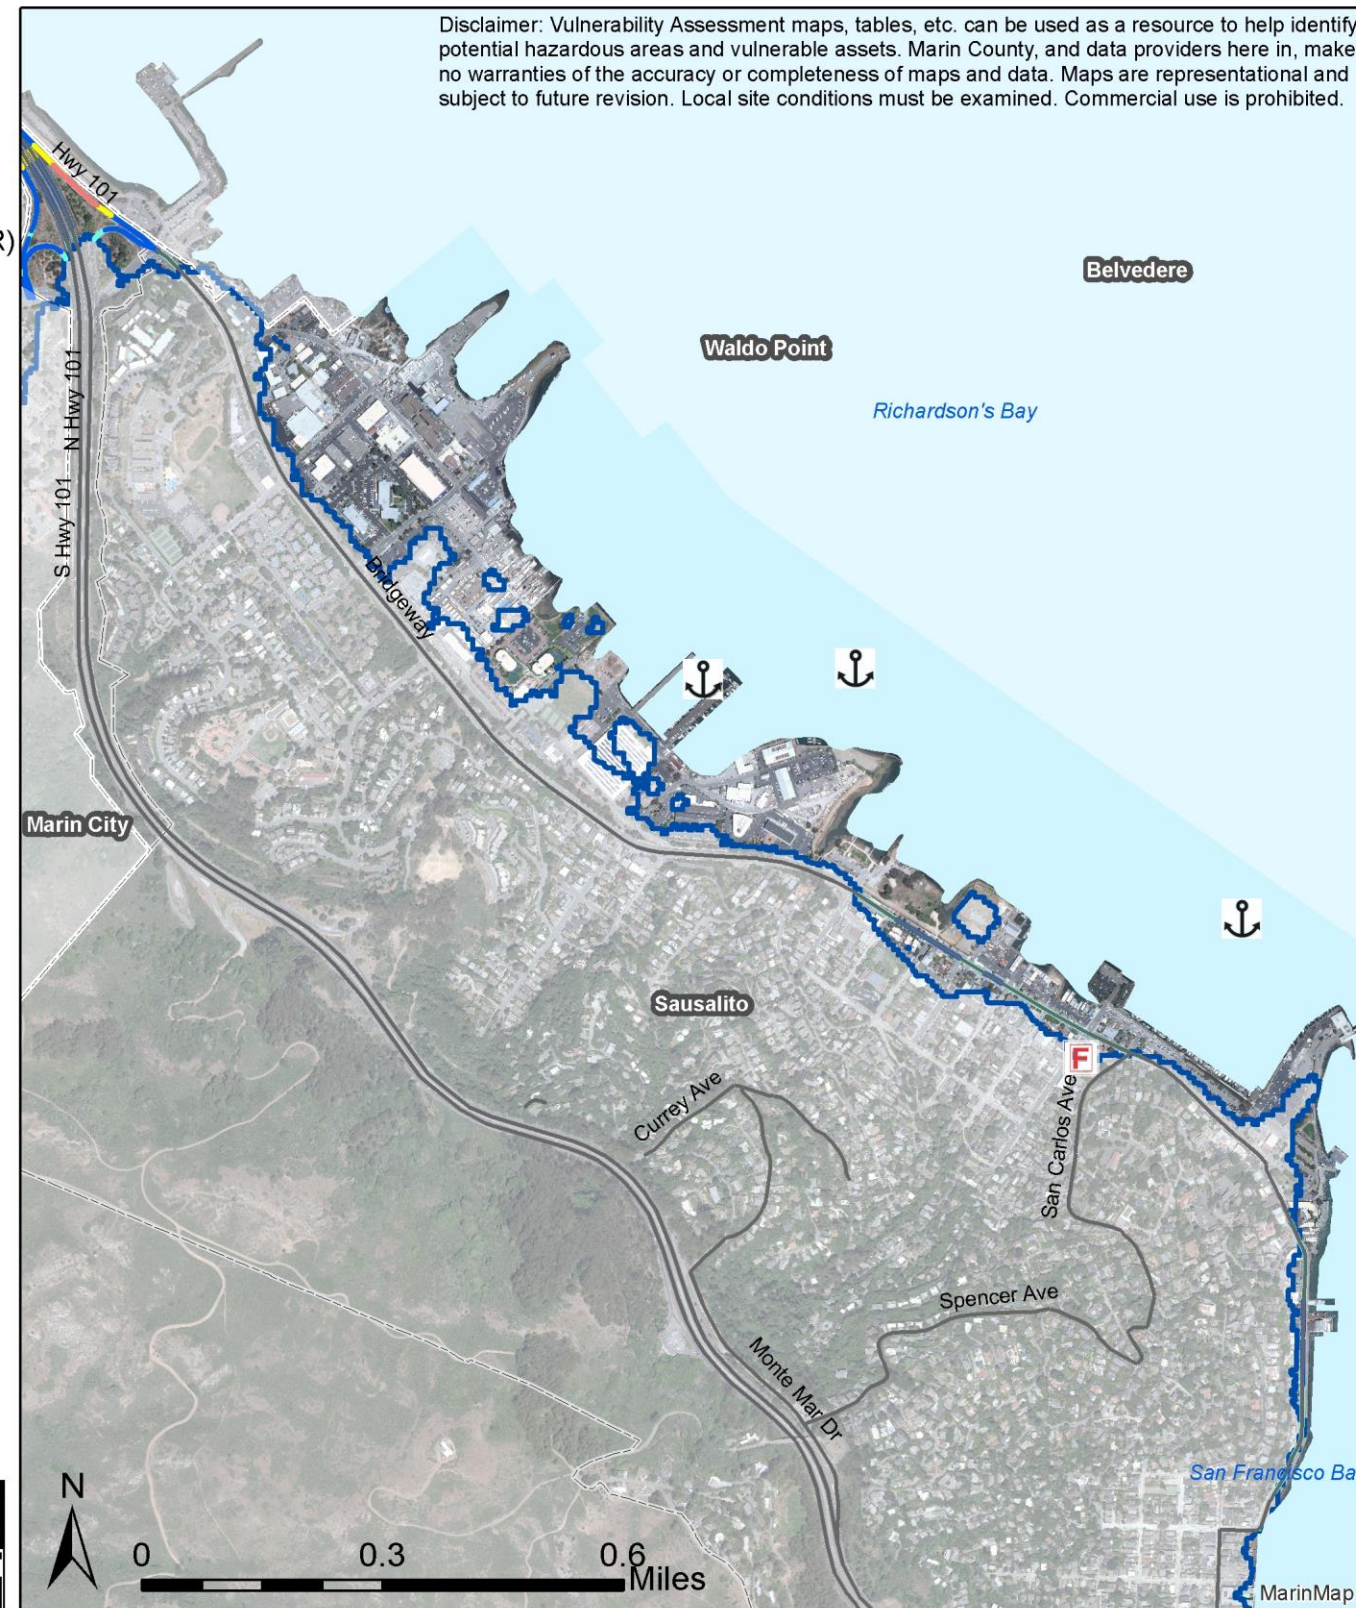 Disclaimer: Vulnerability Assessment maps, tables, etc. can be used as a resource to help identify
potential hazardous areas and vulnerable assets. Marin County, and data providers here in, make
no warranties of the accuracy or completeness of maps and data. Maps are representational and
subject to future revision. Local site conditions must be examined. Commercial use is prohibited.
Hwy 101
R)
Belvedere
Waldo Point
Richardson's Bay
N Hwy 101
S Hwy 101
Bridgeway
Marin City
Sausalito
F
Currey Ave
San Carlos Ave
Spencer Ave
Monte Mar Dr
San Francisco Ba
N
0 0.3 0.6
Miles
MarinMap